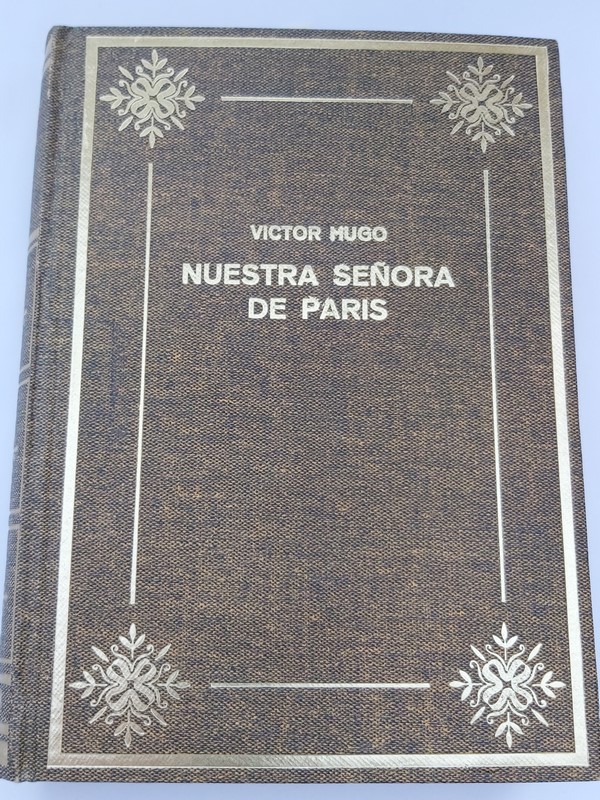 VICTOR HUGO
NUESTRA SEÑORA
DE PARIS